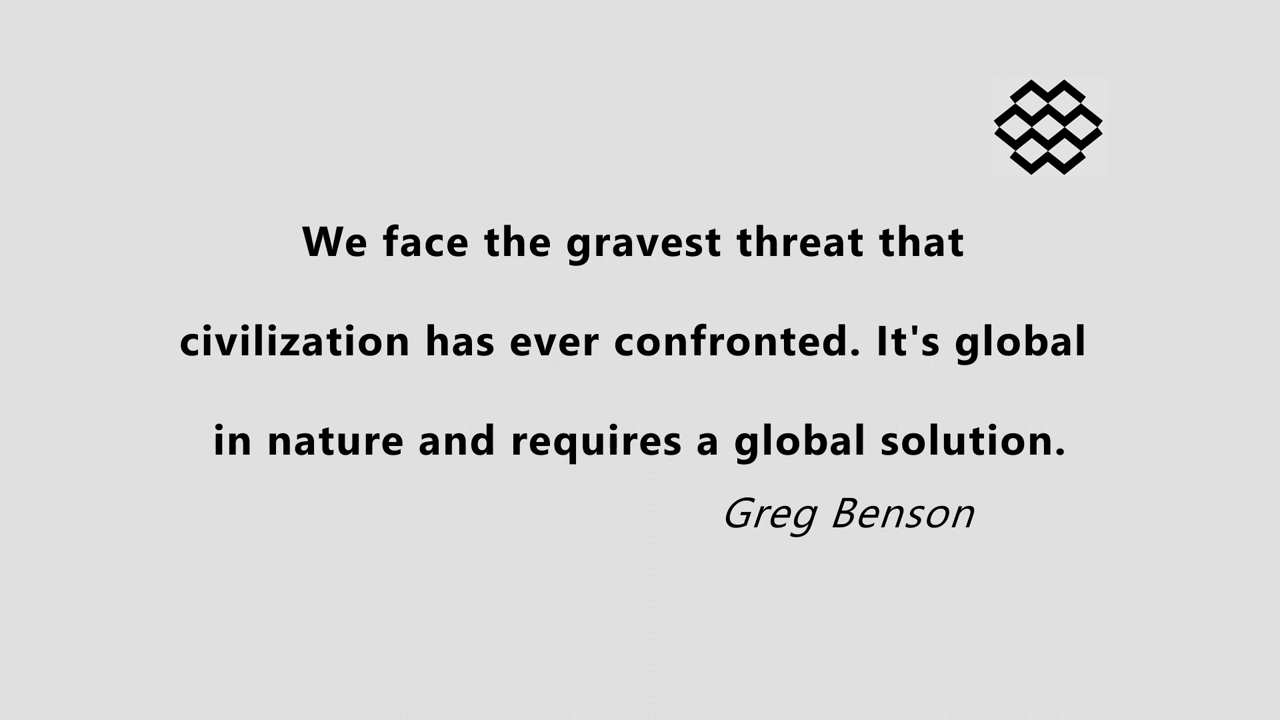 We face the gravest threat that
civilization has ever confronted. It's global
in nature and requires a global solution.
Greg Benson